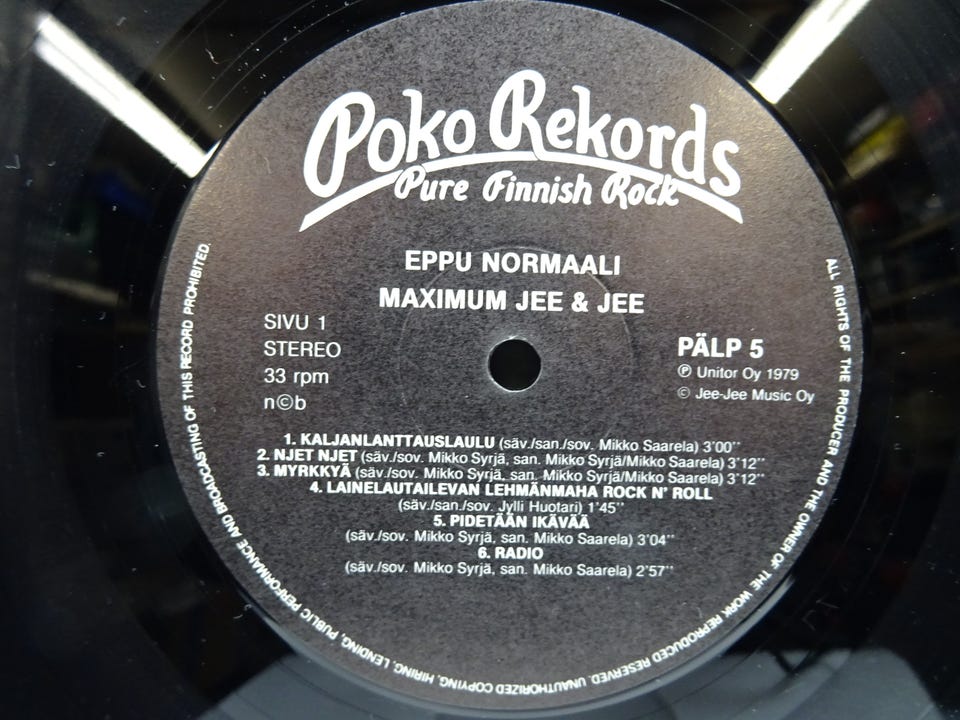 Poko Rekords
Pure Finnish Rock
EPPU NORMAALI
MAXIMUM JEE & JEE
SIVU 1
STEREO
33 rpm
n©b
PÄLP 5
℗ Unitor Oy 1979
© Jee-Jee Music Oy
1. KALJANLANTTAUSLAULU (säv./san./sov. Mikko Saarela) 3'00''
2. NJET NJET (säv./sov. Mikko Syrjä, san. Mikko Syrjä/Mikko Saarela) 3'12''
3. MYRKKYÄ (säv./sov. Mikko Syrjä, san. Mikko Syrjä/Mikko Saarela) 3'12''
4. LAINELAUTAILEVAN LEHMÄNMAHA ROCK N' ROLL
(säv./san./sov. Jylli Huotari) 1'45''
5. PIDETÄÄN IKÄVÄÄ
(säv./sov. Mikko Syrjä, san. Mikko Saarela) 3'04''
6. RADIO
(säv./sov. Mikko Syrjä, san. Mikko Saarela) 2'57''
ALL RIGHTS OF THE PRODUCER AND THE OWNER OF THE WORK REPRODUCED RESERVED. UNAUTHORIZED COPYING, HIRING, LENDING, PUBLIC PERFORMANCE AND BROADCASTING OF THIS RECORD PROHIBITED.